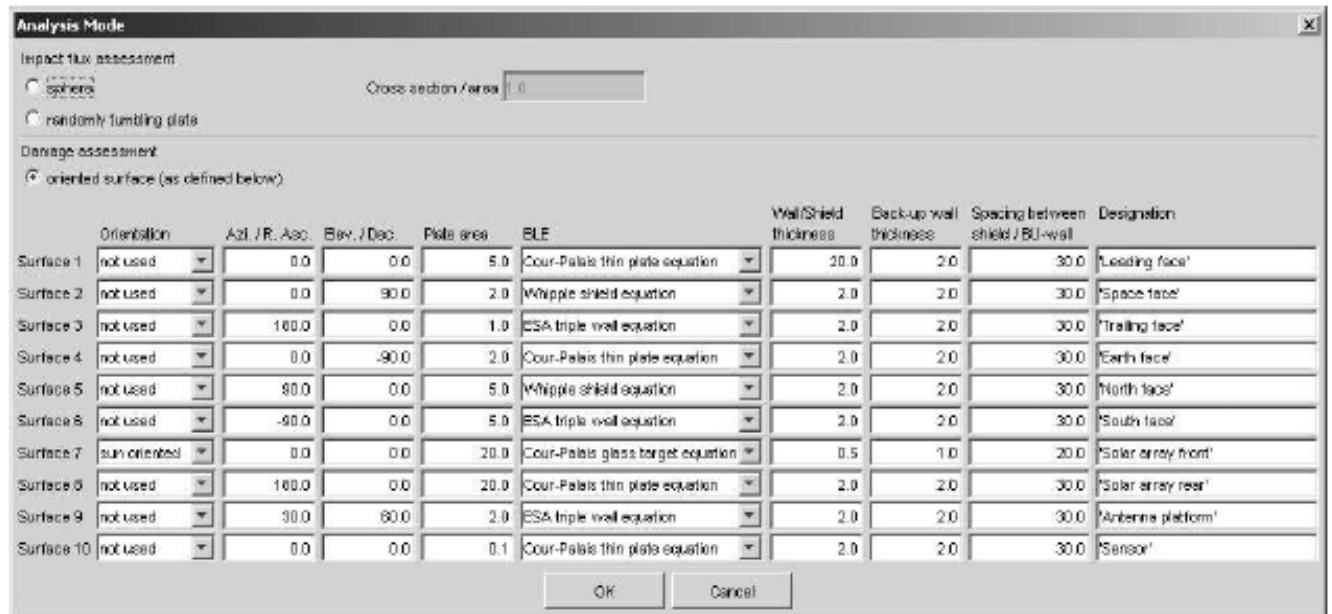 Analysis Mode
Impact flux assessment
sphere Cross section / area 1.0
randomly tumbling plate
Damage assessment
oriented surface (as defined below)
Wall/Shield Back-up wall Spacing between Designation
Orientation Azi. / R. Asc. Elev. / Dec. Plate area BLE thickness thickness shield / BU-wall
Surface 1 not used 0.0 0.0 5.0 Cour-Palais thin plate equation 20.0 2.0 30.0 'Leading face'
Surface 2 not used 0.0 90.0 2.0 Whipple shield equation 2.0 2.0 30.0 'Space face'
Surface 3 not used 180.0 0.0 1.0 ESA triple wall equation 2.0 2.0 30.0 'Trailing face'
Surface 4 not used 0.0 -90.0 2.0 Cour-Palais thin plate equation 2.0 2.0 30.0 'Earth face'
Surface 5 not used 90.0 0.0 5.0 Whipple shield equation 2.0 2.0 30.0 'North face'
Surface 6 not used -90.0 0.0 5.0 ESA triple wall equation 2.0 2.0 30.0 'South face'
Surface 7 sun oriented 0.0 0.0 20.0 Cour-Palais glass target equation 0.5 1.0 20.0 'Solar array front'
Surface 8 not used 180.0 0.0 20.0 Cour-Palais thin plate equation 2.0 2.0 30.0 'Solar array rear'
Surface 9 not used 30.0 60.0 2.0 ESA triple wall equation 2.0 2.0 30.0 'Antenna platform'
Surface 10 not used 0.0 0.0 0.1 Cour-Palais thin plate equation 2.0 2.0 30.0 'Sensor'
OK Cancel